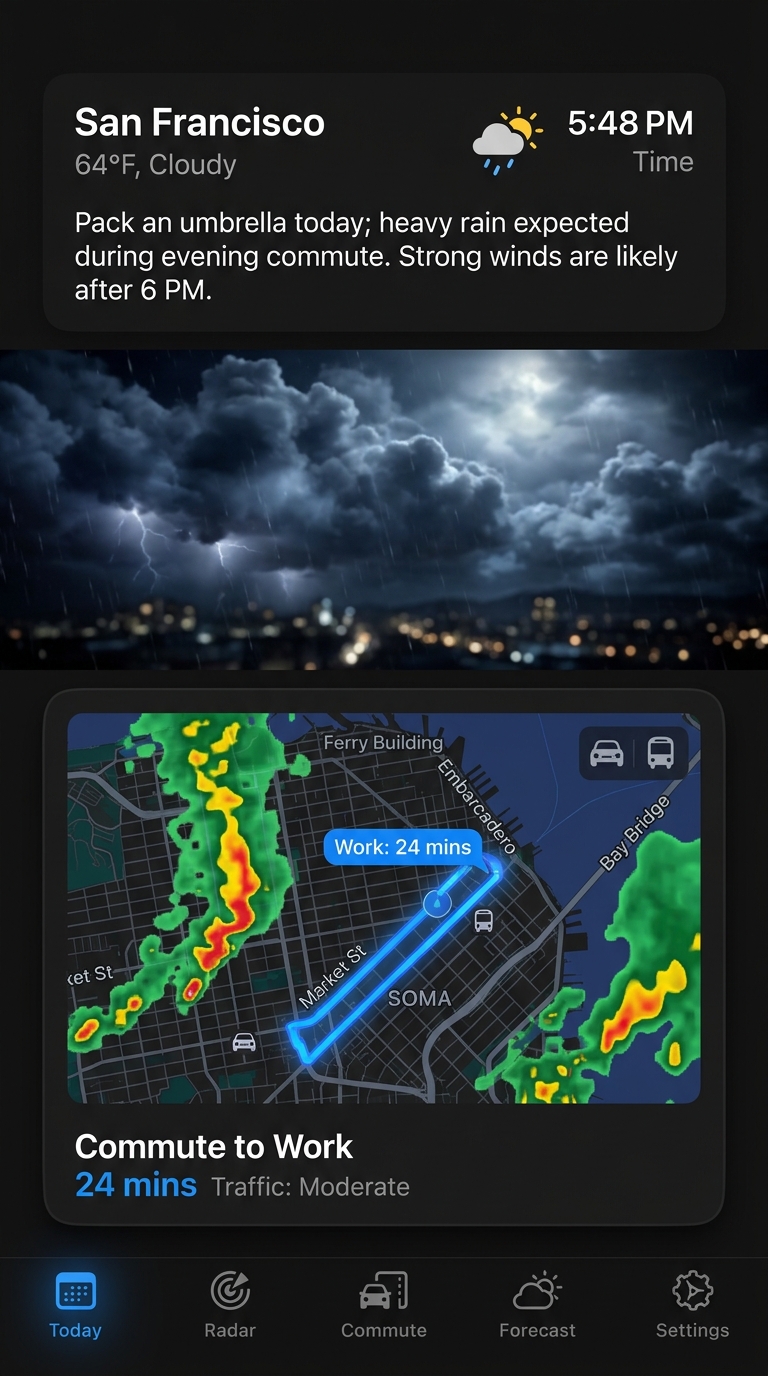 San Francisco
5:48 PM
64°F, Cloudy
Time
Pack an umbrella today; heavy rain expected
during evening commute. Strong winds are likely
after 6 PM.
Ferry Building
Embarcadero
Bay Bridge
Work: 24 mins
ket St
Market St
SOMA
Commute to Work
24 mins Traffic: Moderate
Today
Radar
Commute
Forecast
Settings